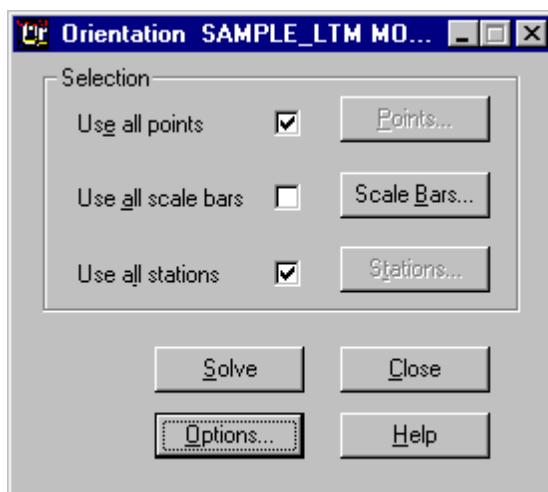 Orientation SAMPLE_LTM MO...
Selection
Use all points
Points...
Use all scale bars
Scale Bars...
Use all stations
Stations...
Solve
Close
Options...
Help